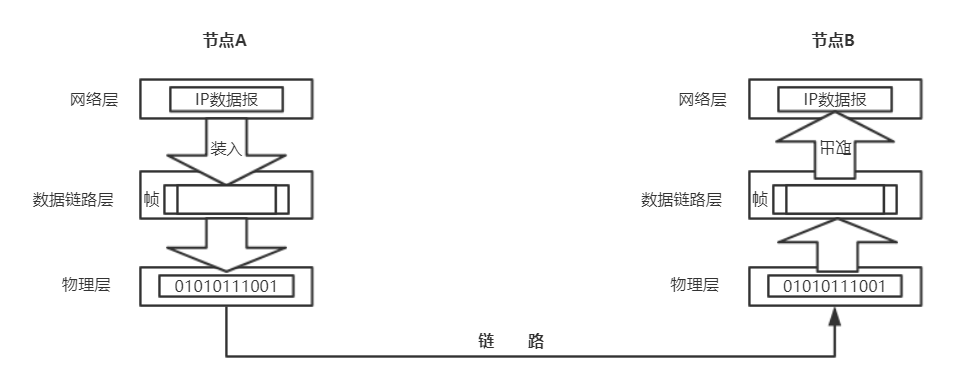 节点A
节点B
网络层
IP数据报
网络层
IP数据报
装入
取出
数据链路层
帧
数据链路层
帧
物理层
01010111001
物理层
01010111001
链 路